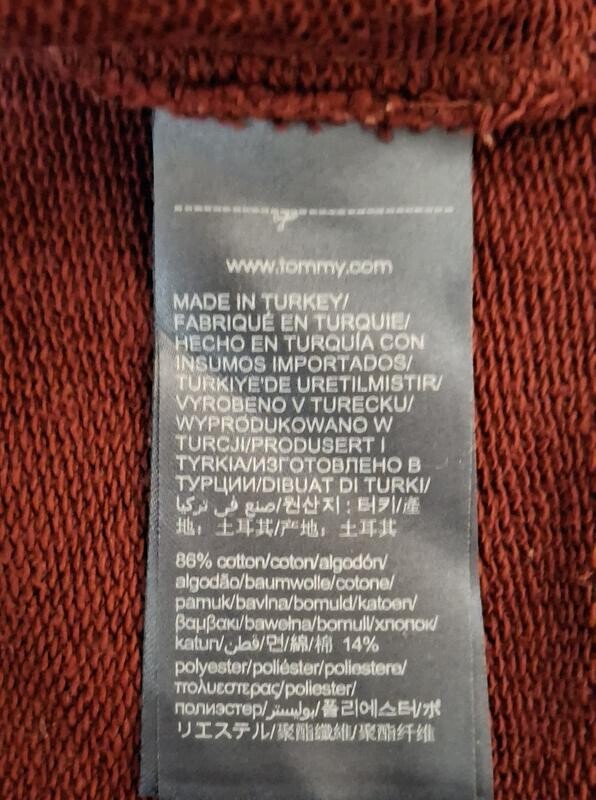 www.tommy.com
MADE IN TURKEY/
FABRIQUÉ EN TURQUIE/
HECHO EN TURQUÍA CON
INSUMOS IMPORTADOS/
TURKIYE'DE URETILMISTIR/
VYROBENO V TURECKU/
WYPRODUKOWANO W
TURCJI/PRODUSERT I
TYRKIA/ИЗГОТОВЛЕНО В
ТУРЦИИ/DIBUAT DI TURKI/
صنع في تركيا/원산지 : 터키/產
地：土耳其/产地：土耳其
86% cotton/coton/algodón/
algodão/baumwolle/cotone/
pamuk/bavlna/bomuld/katoen/
βαμβακι/bawełna/bomull/хлопок/
katun/قطن/면/綿/棉 14%
polyester/poliéster/poliestere/
πολυεστερας/poliester/
полиэстер/بوليستر/폴리에스터/ポ
リエステル/聚酯纖維/聚酯纤维